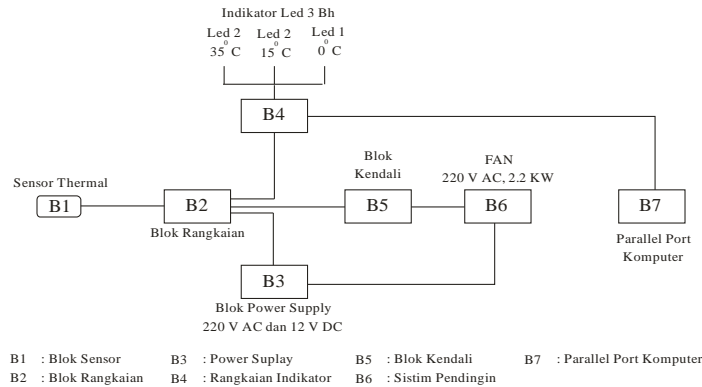 Indikator Led 3 Bh
Led 2 Led 2 Led 1
35⁰ C 15⁰ C 0⁰ C
B4
Blok
Kendali
FAN
220 V AC, 2.2 KW
Sensor Thermal
B1
B2
B5
B6
B7
Blok Rangkaian
Parallel Port
Komputer
B3
Blok Power Supply
220 V AC dan 12 V DC
B1 : Blok Sensor B3 : Power Suplay B5 : Blok Kendali B7 : Parallel Port Komputer
B2 : Blok Rangkaian B4 : Rangkaian Indikator B6 : Sistim Pendingin